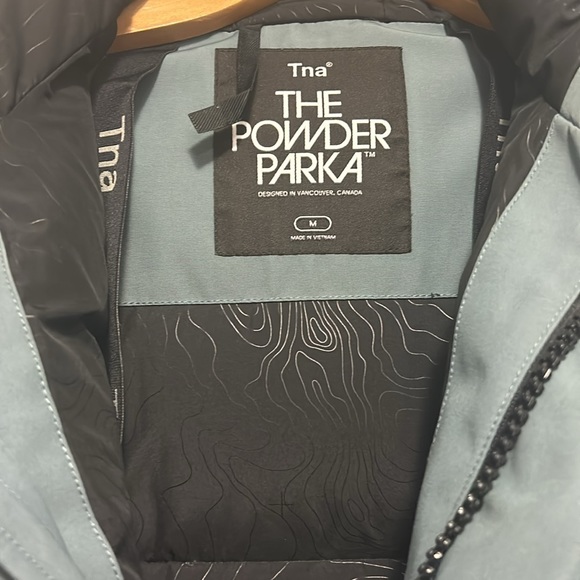 Tna®
THE
POWDER
PARKA™
DESIGNED IN VANCOUVER, CANADA
M
MADE IN VIETNAM
Tna